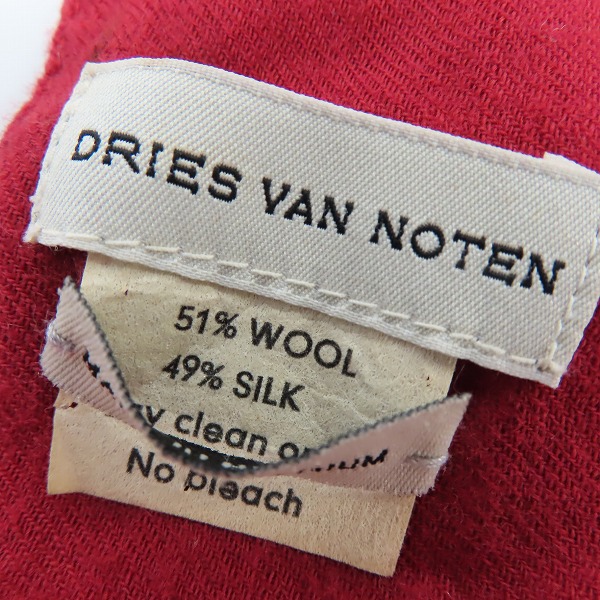 DRIES VAN NOTEN
51% WOOL
49% SILK
clean
No bleach